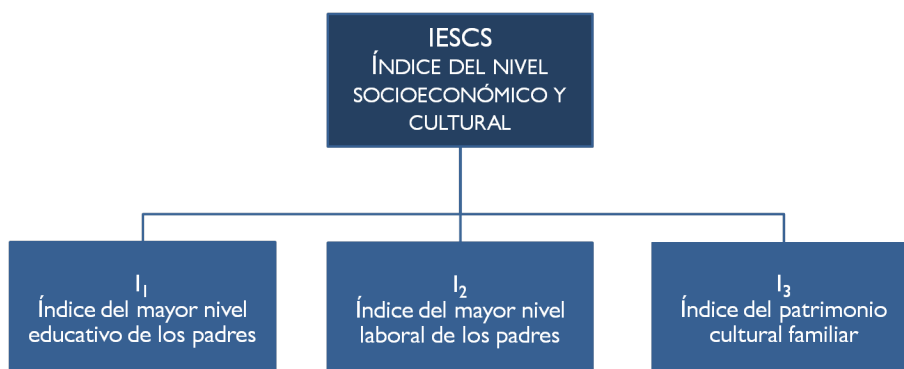 IESCS
ÍNDICE DEL NIVEL
SOCIOECONÓMICO Y
CULTURAL
I₁
Índice del mayor nivel
educativo de los padres
I₂
Índice del mayor nivel
laboral de los padres
I₃
Índice del patrimonio
cultural familiar